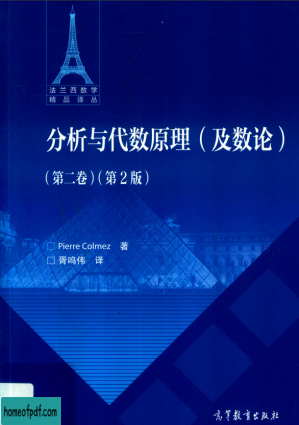 法兰西数学
精品译丛
分析与代数原理(及数论)
(第二卷)(第2版)
Pierre Colmez 著
胥鸣伟 译
高等教育出版社
homeofpdf.com